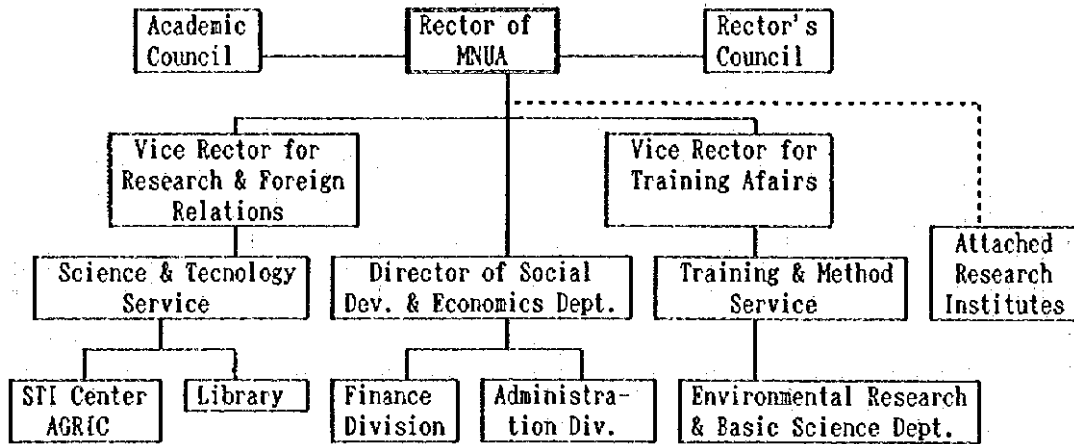 Academic
Council
Rector of
MNUA
Rector's
Council
Vice Rector for
Research & Foreign
Relations
Vice Rector for
Training Afairs
Science & Tecnology
Service
Director of Social
Dev. & Economics Dept.
Training & Method
Service
Attached
Research
Institutes
STI Center
AGRIC
Library
Finance
Division
Administra-
tion Div.
Environmental Research
& Basic Science Dept.